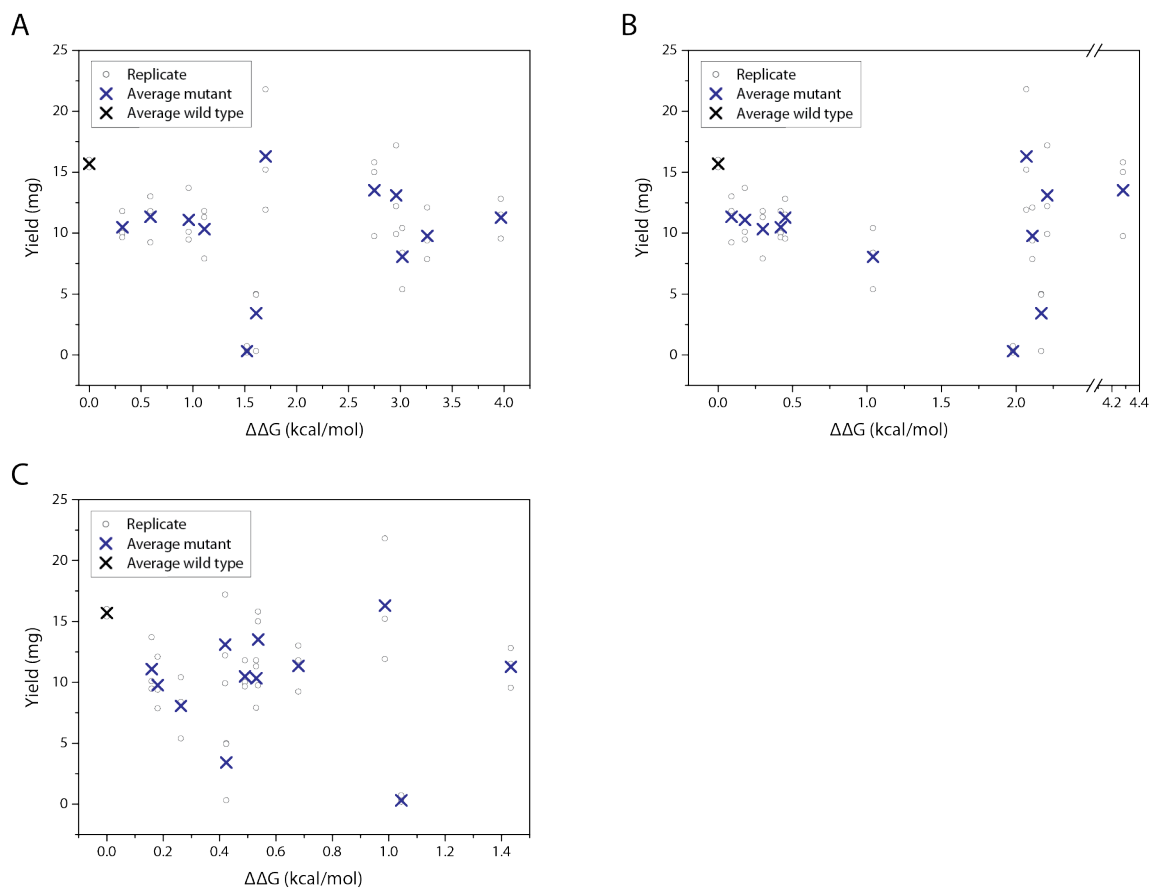 A
25
20
15
10
5
0
Yield (mg)
Replicate
Average mutant
Average wild type
0.0 0.5 1.0 1.5 2.0 2.5 3.0 3.5 4.0
ΔΔG (kcal/mol)
B
25
20
15
10
5
0
Yield (mg)
Replicate
Average mutant
Average wild type
0.0 0.5 1.0 1.5 2.0 4.2 4.4
ΔΔG (kcal/mol)
C
25
20
15
10
5
0
Yield (mg)
Replicate
Average mutant
Average wild type
0.0 0.2 0.4 0.6 0.8 1.0 1.2 1.4
ΔΔG (kcal/mol)